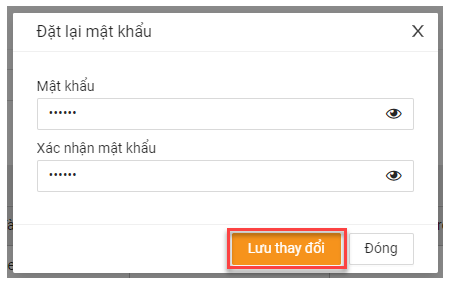 Đặt lại mật khẩu X
Mật khẩu
••••••
Xác nhận mật khẩu
••••••
Lưu thay đổi Đóng